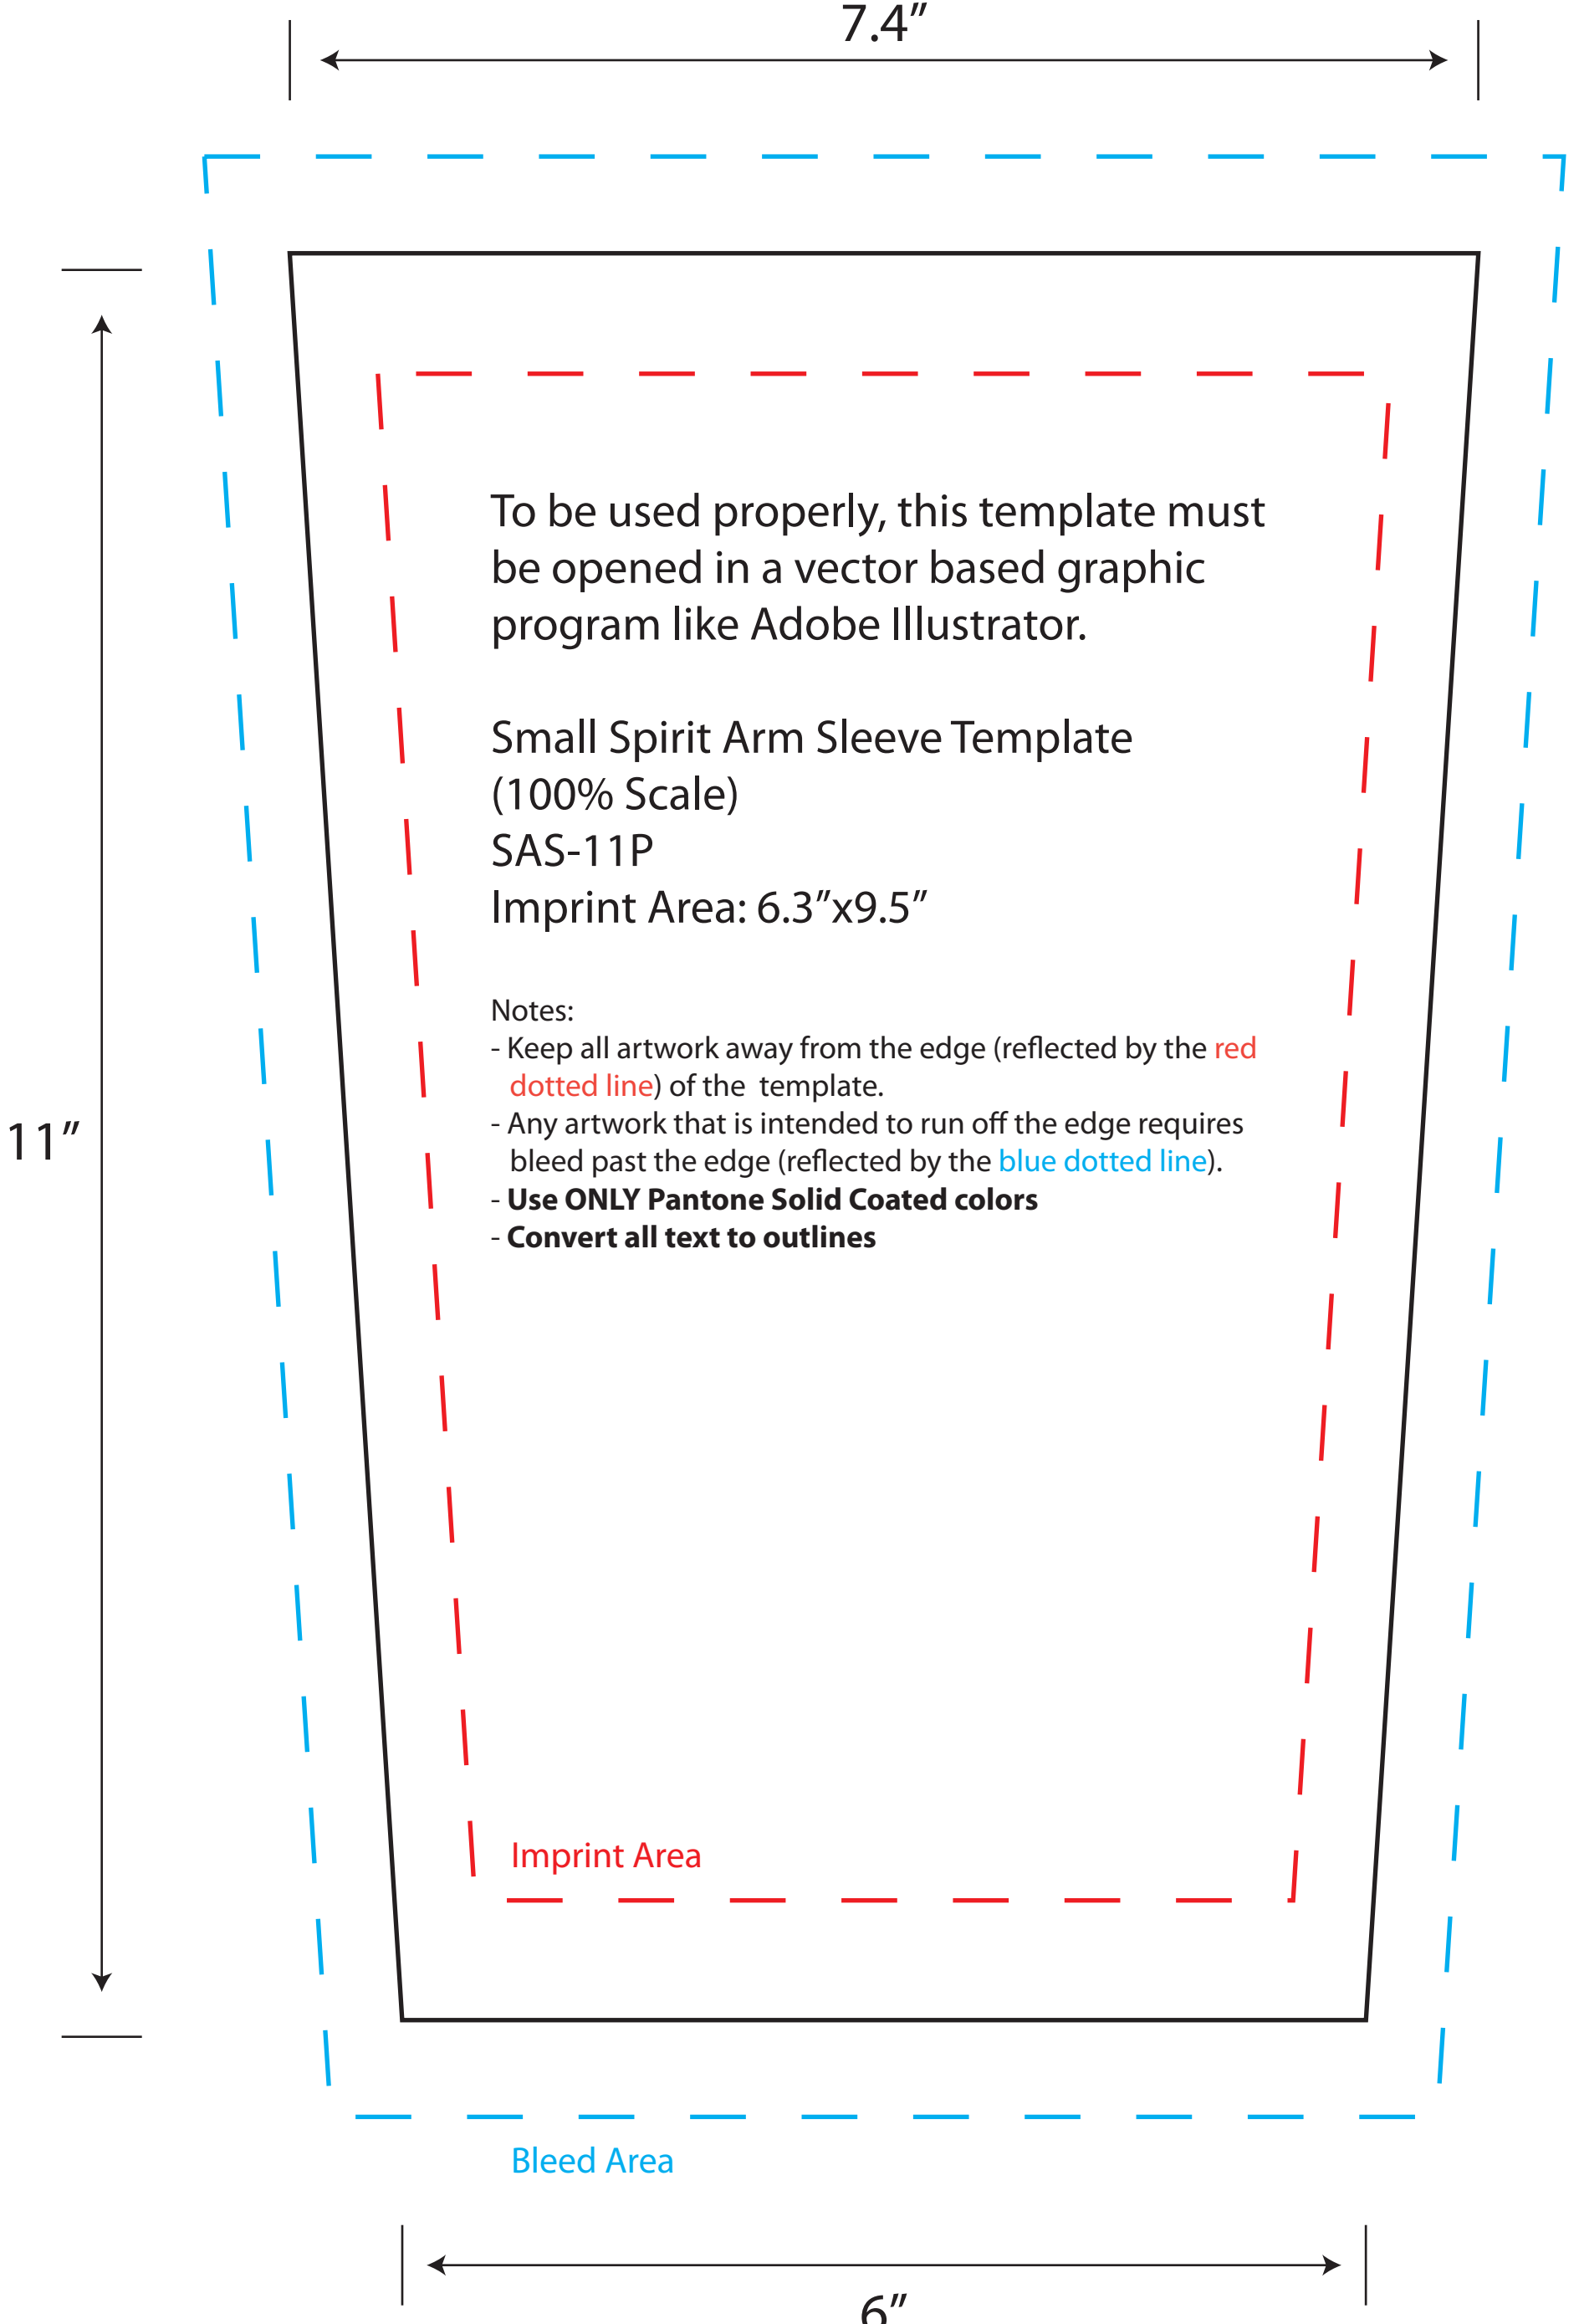 7.4”
To be used properly, this template must
be opened in a vector based graphic
program like Adobe Illustrator.
Small Spirit Arm Sleeve Template
(100% Scale)
SAS-11P
Imprint Area: 6.3”x9.5”
Notes:
- Keep all artwork away from the edge (reflected by the red
dotted line) of the  template.
- Any artwork that is intended to run off the edge requires
bleed past the edge (reflected by the blue dotted line).
- Use ONLY Pantone Solid Coated colors
- Convert all text to outlines
11”
Imprint Area
Bleed Area
6”